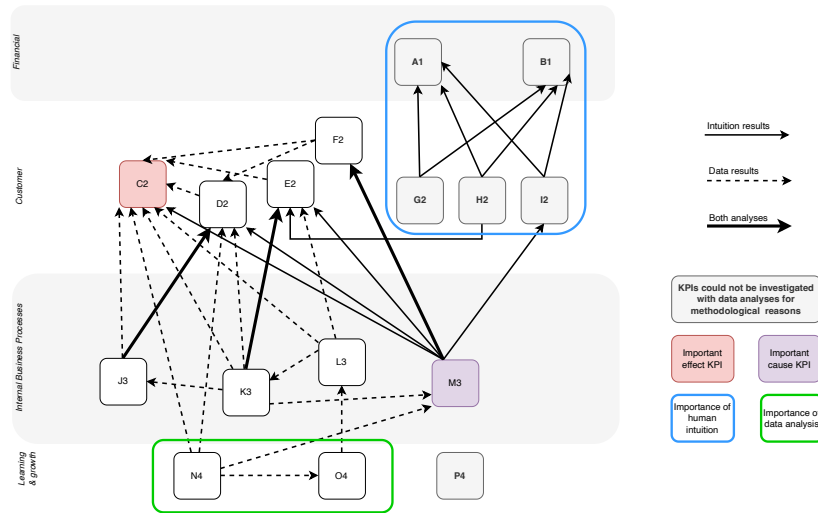 Financial
A1
B1
F2
Intuition results
Customer
C2
D2
E2
G2
H2
I2
Data results
Both analyses
Internal Business Processes
KPIs could not be investigated
with data analyses for
methodological reasons
J3
K3
L3
M3
Important
effect KPI
Important
cause KPI
Importance of
human
intuition
Importance of
data analysis
Learning
& growth
N4
O4
P4